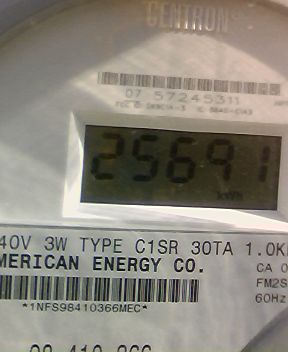 CENTRON
07 57245311
25691
kWh
40V 3W TYPE C1SR 30TA 1.0K
MERICAN ENERGY CO.
CA 0
FM2S
60Hz
*1NFS98410366MEC*